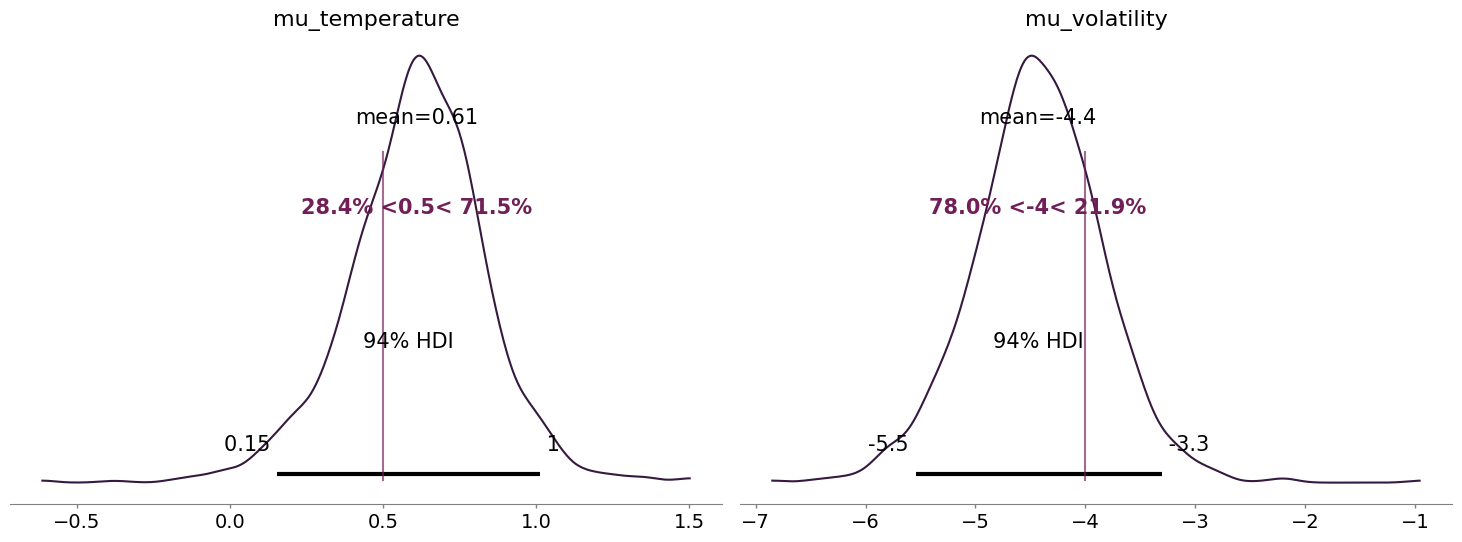 mu_temperature
mean=0.61
28.4% <0.5< 71.5%
94% HDI
0.15
1
−0.5 0.0 0.5 1.0 1.5
mu_volatility
mean=-4.4
78.0% <-4< 21.9%
94% HDI
-5.5
-3.3
−7 −6 −5 −4 −3 −2 −1